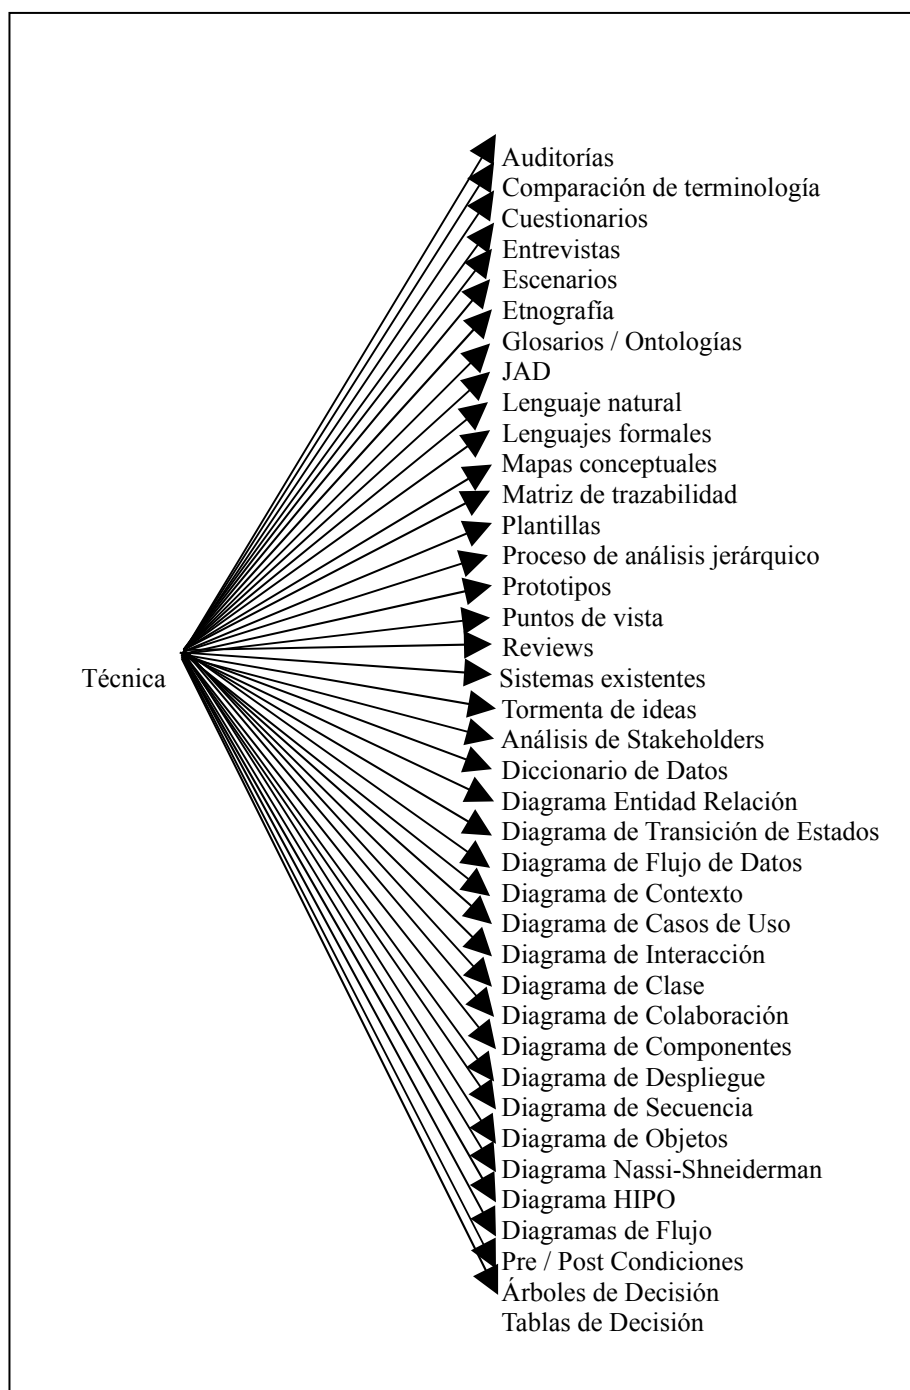 Auditorías
Comparación de terminología
Cuestionarios
Entrevistas
Escenarios
Etnografía
Glosarios / Ontologías
JAD
Lenguaje natural
Lenguajes formales
Mapas conceptuales
Matriz de trazabilidad
Plantillas
Proceso de análisis jerárquico
Prototipos
Puntos de vista
Reviews
Técnica
Sistemas existentes
Tormenta de ideas
Análisis de Stakeholders
Diccionario de Datos
Diagrama Entidad Relación
Diagrama de Transición de Estados
Diagrama de Flujo de Datos
Diagrama de Contexto
Diagrama de Casos de Uso
Diagrama de Interacción
Diagrama de Clase
Diagrama de Colaboración
Diagrama de Componentes
Diagrama de Despliegue
Diagrama de Secuencia
Diagrama de Objetos
Diagrama Nassi-Shneiderman
Diagrama HIPO
Diagramas de Flujo
Pre / Post Condiciones
Árboles de Decisión
Tablas de Decisión